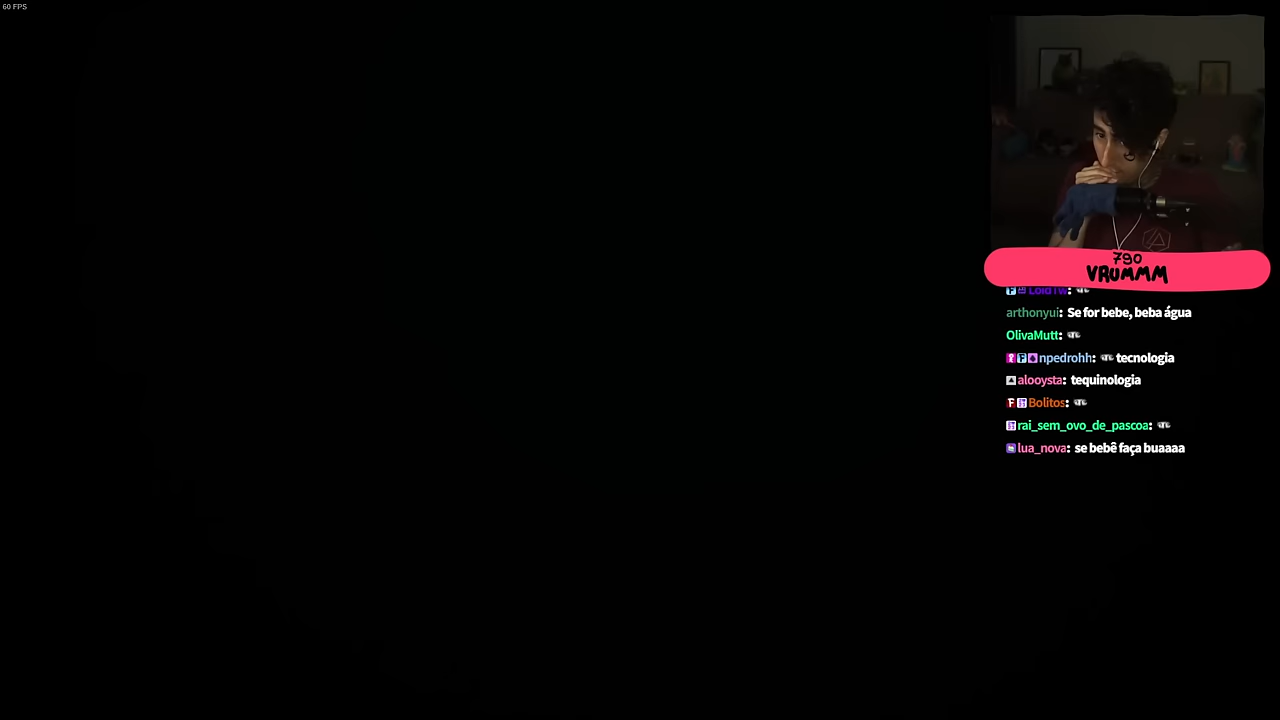 60 FPS
790
VRUMMM
LoidTW:
arthonyui: Se for bebe, beba água
OlivaMutt:
npedrohh: tecnologia
alooysta: tequinologia
Bolitos:
rai_sem_ovo_de_pascoa:
lua_nova: se bebê faça buaaaa